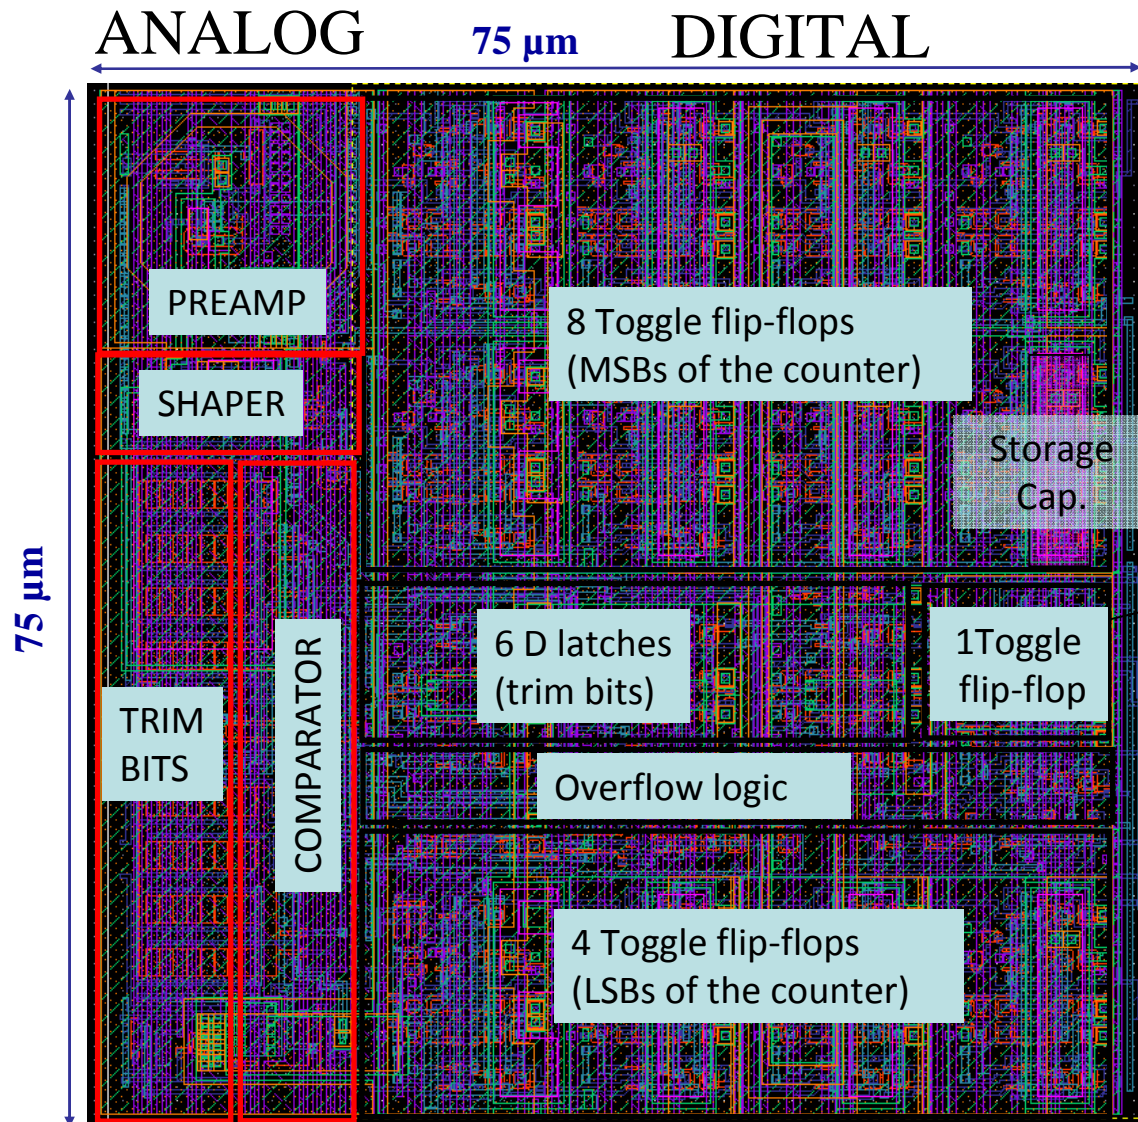 ANALOG
75 µm
DIGITAL
75 µm
PREAMP
SHAPER
TRIM
BITS
COMPARATOR
8 Toggle flip-flops
(MSBs of the counter)
Storage
Cap.
6 D latches
(trim bits)
1Toggle
flip-flop
Overflow logic
4 Toggle flip-flops
(LSBs of the counter)